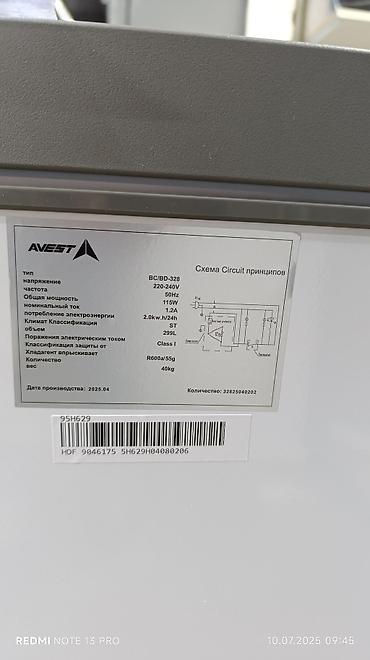 AVEST
Схема Circuit принципов
тип BC/BD-328
напряжение 220-240V
частота 50Hz
Общая мощность 115W
номинальный ток 1.2A
потребление электроэнергии 2.0kw.h/24h
Климат Классификация ST
объем 299L
Поражения электрическим током
Классификация защиты от Class I
Хладагент впрыскивает
Количество R600a/55g
вес 40kg
Дата производства: 2025.04 Количество: 32825040202
95H629
HDF 9046175 5H629H04080206
REDMI NOTE 13 PRO 10.07.2025 09:45